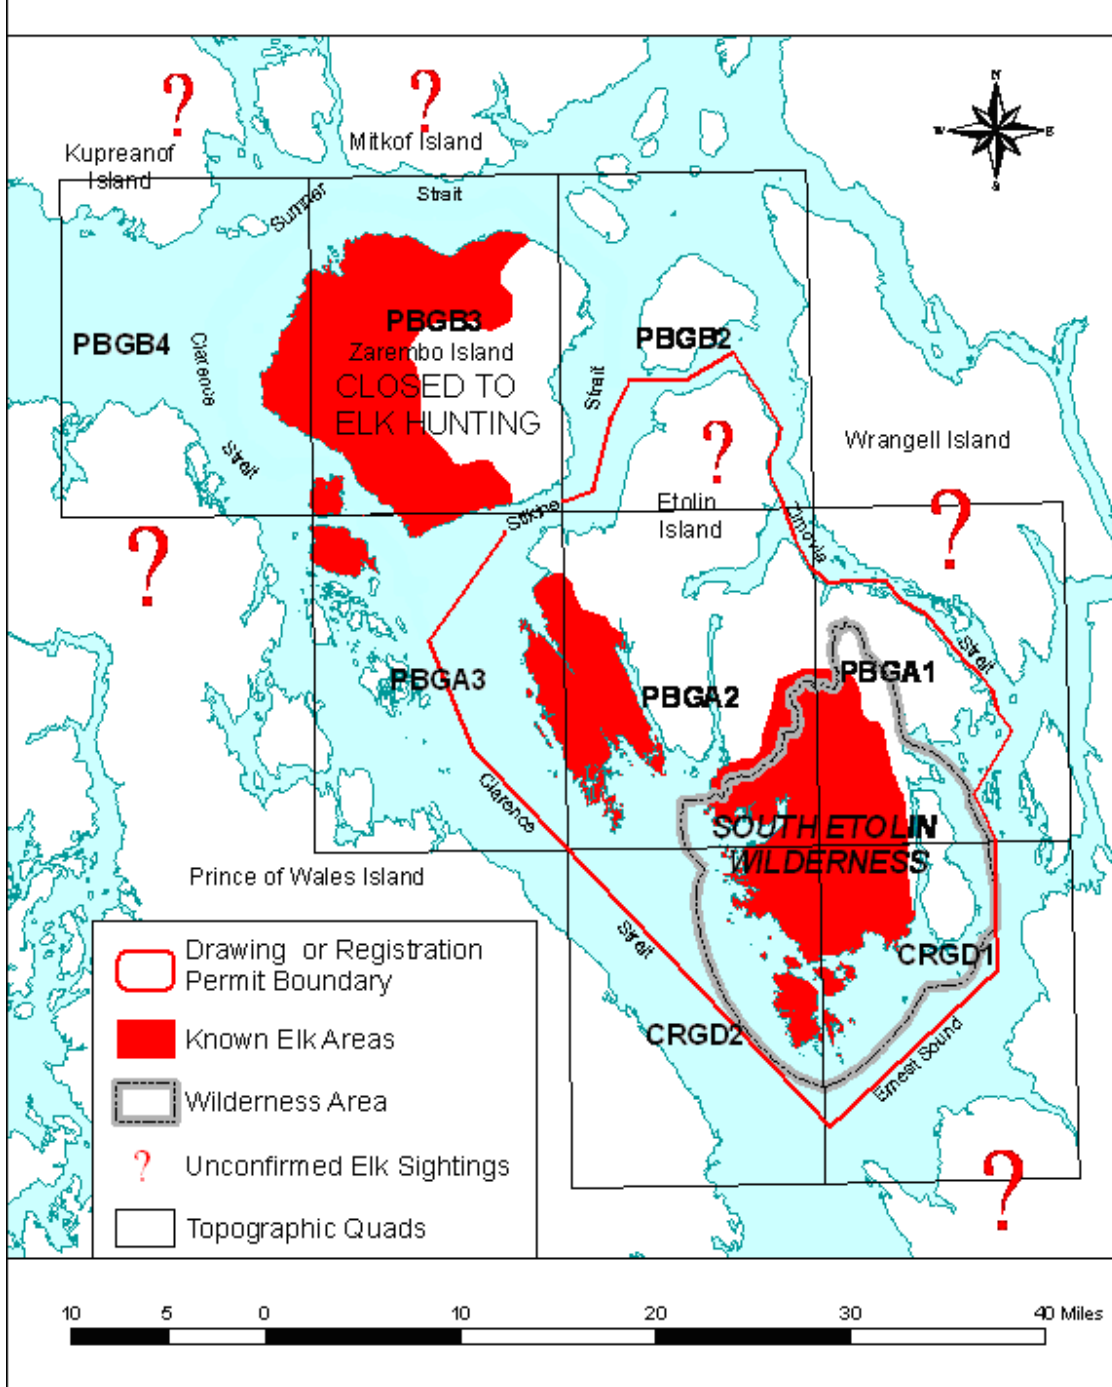 ?
?
N
W
E
S
Kupreanof
Island
Mitkof Island
Sumner
Strait
PBGB4
Clarence
Strait
PBGB3
Zarembo Island
CLOSED TO
ELK HUNTING
PBGB2
Strait
?
Wrangell Island
Etolin
Island
Stikine
Zimovia
?
?
Strait
PBGA3
PBGA2
PBGA1
Clarence
SOUTH ETOLIN
WILDERNESS
Prince of Wales Island
Strait
CRGD1
CRGD2
Ernest Sound
?
Drawing or Registration
Permit Boundary
Known Elk Areas
Wilderness Area
? Unconfirmed Elk Sightings
Topographic Quads
10 5 0 10 20 30 40 Miles